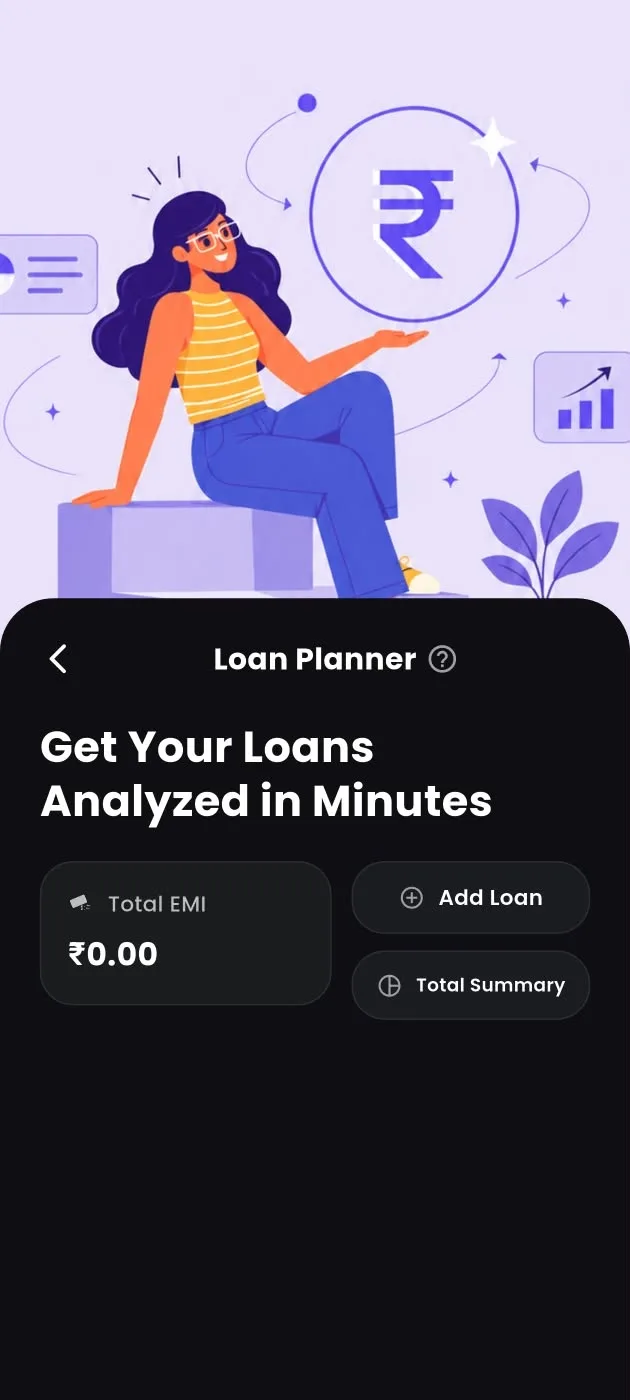 ₹
Loan Planner ?
Get Your Loans
Analyzed in Minutes
Total EMI
₹0.00
Add Loan
Total Summary